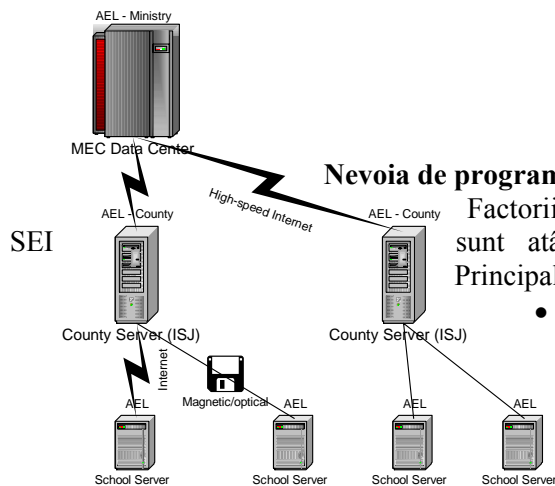 AEL - Ministry
MEC Data Center
High-speed Internet
Nevoia de program
Factorii
sunt atâ
Principal
•
SEI
AEL - County
AEL - County
County Server (ISJ)
County Server (ISJ)
Internet
Magnetic/optical
AEL
AEL
AEL
AEL
School Server
School Server
School Server
School Server